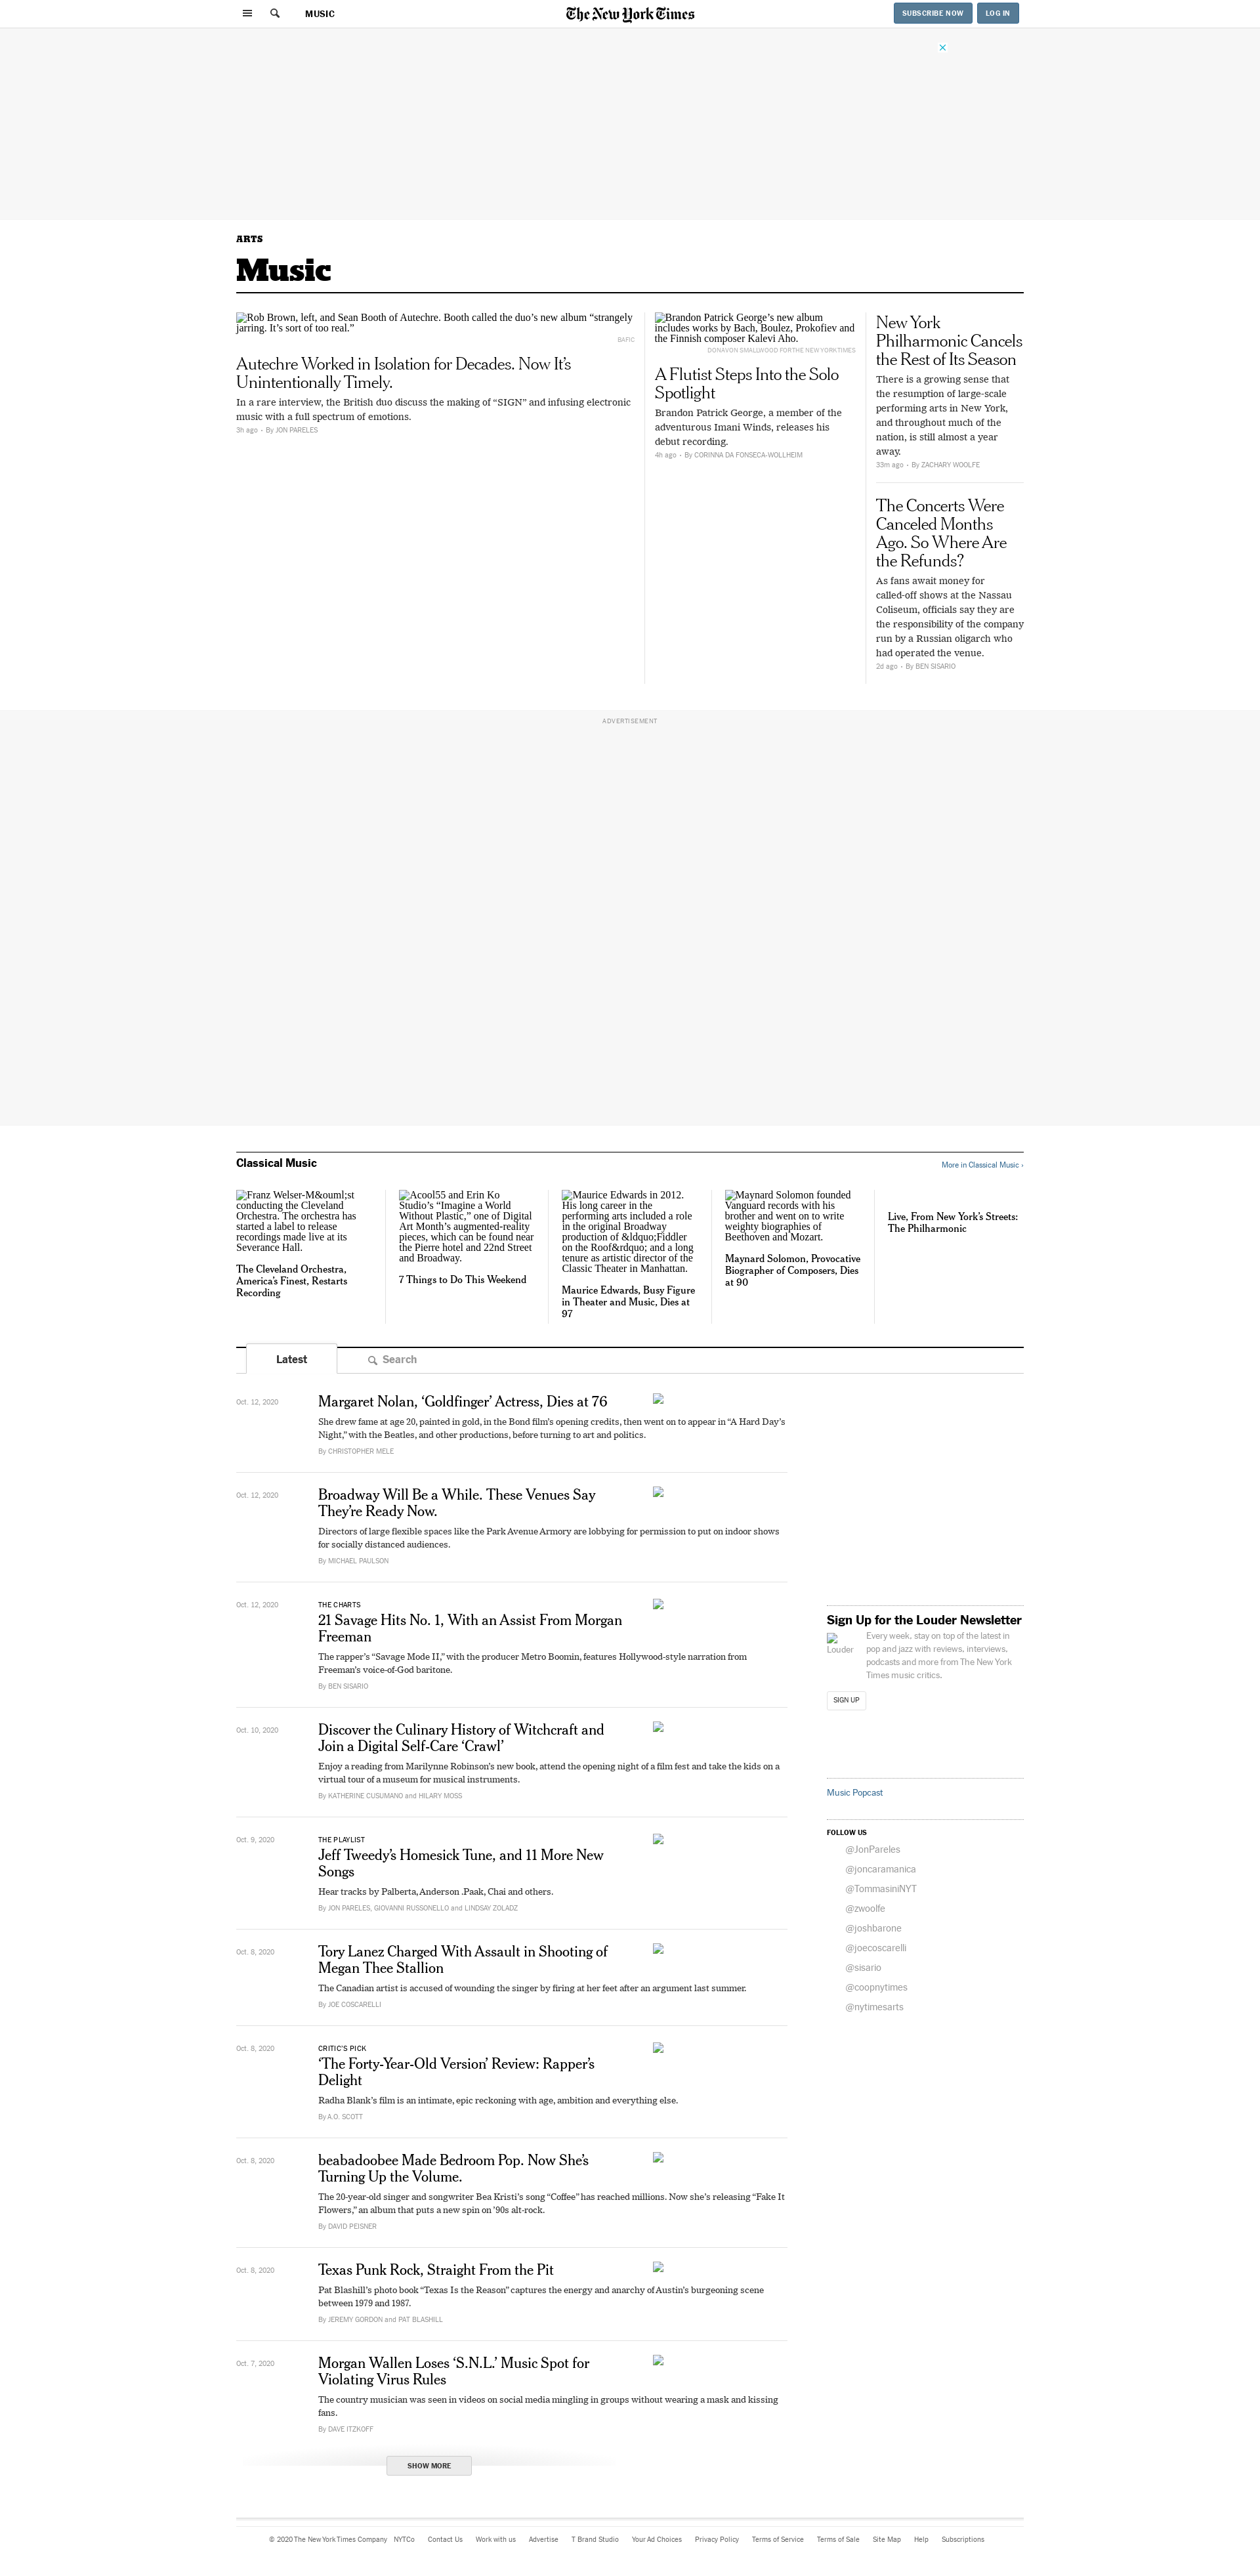 MUSIC
The New York Times
SUBSCRIBE NOW
LOG IN
ARTS
Music
Rob Brown, left, and Sean Booth of Autechre. Booth called the duo’s new album “strangely
jarring. It’s sort of too real.”
BAFIC
Autechre Worked in Isolation for Decades. Now It’s
Unintentionally Timely.
In a rare interview, the British duo discuss the making of “SIGN” and infusing electronic
music with a full spectrum of emotions.
3h ago • By JON PARELES
Brandon Patrick George’s new album
includes works by Bach, Boulez, Prokofiev and
the Finnish composer Kalevi Aho.
DONAVON SMALLWOOD FOR THE NEW YORK TIMES
A Flutist Steps Into the Solo
Spotlight
Brandon Patrick George, a member of the
adventurous Imani Winds, releases his
debut recording.
4h ago • By CORINNA DA FONSECA-WOLLHEIM
New York
Philharmonic Cancels
the Rest of Its Season
There is a growing sense that
the resumption of large-scale
performing arts in New York,
and throughout much of the
nation, is still almost a year
away.
33m ago • By ZACHARY WOOLFE
The Concerts Were
Canceled Months
Ago. So Where Are
the Refunds?
As fans await money for
called-off shows at the Nassau
Coliseum, officials say they are
the responsibility of the company
run by a Russian oligarch who
had operated the venue.
2d ago • By BEN SISARIO
ADVERTISEMENT
Classical Music
More in Classical Music ›
Franz Welser-M&ouml;st
conducting the Cleveland
Orchestra. The orchestra has
started a label to release
recordings made live at its
Severance Hall.
The Cleveland Orchestra,
America’s Finest, Restarts
Recording
Acool55 and Erin Ko
Studio’s “Imagine a World
Without Plastic,” one of Digital
Art Month’s augmented-reality
pieces, which can be found near
the Pierre hotel and 22nd Street
and Broadway.
7 Things to Do This Weekend
Maurice Edwards in 2012.
His long career in the
performing arts included a role
in the original Broadway
production of &ldquo;Fiddler
on the Roof&rdquo; and a long
tenure as artistic director of the
Classic Theater in Manhattan.
Maurice Edwards, Busy Figure
in Theater and Music, Dies at
97
Maynard Solomon founded
Vanguard records with his
brother and went on to write
weighty biographies of
Beethoven and Mozart.
Maynard Solomon, Provocative
Biographer of Composers, Dies
at 90
Live, From New York’s Streets:
The Philharmonic
Latest
Search
Oct. 12, 2020
Margaret Nolan, ‘Goldfinger’ Actress, Dies at 76
She drew fame at age 20, painted in gold, in the Bond film’s opening credits, then went on to appear in “A Hard Day’s
Night,” with the Beatles, and other productions, before turning to art and politics.
By CHRISTOPHER MELE
Oct. 12, 2020
Broadway Will Be a While. These Venues Say
They’re Ready Now.
Directors of large flexible spaces like the Park Avenue Armory are lobbying for permission to put on indoor shows
for socially distanced audiences.
By MICHAEL PAULSON
Oct. 12, 2020
THE CHARTS
21 Savage Hits No. 1, With an Assist From Morgan
Freeman
The rapper’s “Savage Mode II,” with the producer Metro Boomin, features Hollywood-style narration from
Freeman’s voice-of-God baritone.
By BEN SISARIO
Oct. 10, 2020
Discover the Culinary History of Witchcraft and
Join a Digital Self-Care ‘Crawl’
Enjoy a reading from Marilynne Robinson’s new book, attend the opening night of a film fest and take the kids on a
virtual tour of a museum for musical instruments.
By KATHERINE CUSUMANO and HILARY MOSS
Oct. 9, 2020
THE PLAYLIST
Jeff Tweedy’s Homesick Tune, and 11 More New
Songs
Hear tracks by Palberta, Anderson .Paak, Chai and others.
By JON PARELES, GIOVANNI RUSSONELLO and LINDSAY ZOLADZ
Oct. 8, 2020
Tory Lanez Charged With Assault in Shooting of
Megan Thee Stallion
The Canadian artist is accused of wounding the singer by firing at her feet after an argument last summer.
By JOE COSCARELLI
Oct. 8, 2020
CRITIC’S PICK
‘The Forty-Year-Old Version’ Review: Rapper’s
Delight
Radha Blank’s film is an intimate, epic reckoning with age, ambition and everything else.
By A.O. SCOTT
Oct. 8, 2020
beabadoobee Made Bedroom Pop. Now She’s
Turning Up the Volume.
The 20-year-old singer and songwriter Bea Kristi’s song “Coffee” has reached millions. Now she’s releasing “Fake It
Flowers,” an album that puts a new spin on ’90s alt-rock.
By DAVID PEISNER
Oct. 8, 2020
Texas Punk Rock, Straight From the Pit
Pat Blashill’s photo book “Texas Is the Reason” captures the energy and anarchy of Austin’s burgeoning scene
between 1979 and 1987.
By JEREMY GORDON and PAT BLASHILL
Oct. 7, 2020
Morgan Wallen Loses ‘S.N.L.’ Music Spot for
Violating Virus Rules
The country musician was seen in videos on social media mingling in groups without wearing a mask and kissing
fans.
By DAVE ITZKOFF
SHOW MORE
Sign Up for the Louder Newsletter
Louder
Every week, stay on top of the latest in
pop and jazz with reviews, interviews,
podcasts and more from The New York
Times music critics.
SIGN UP
Music Popcast
FOLLOW US
@JonPareles
@joncaramanica
@TommasiniNYT
@zwoolfe
@joshbarone
@joecoscarelli
@sisario
@coopnytimes
@nytimesarts
© 2020 The New York Times Company NYTCo Contact Us Work with us Advertise T Brand Studio Your Ad Choices Privacy Policy Terms of Service Terms of Sale Site Map Help Subscriptions